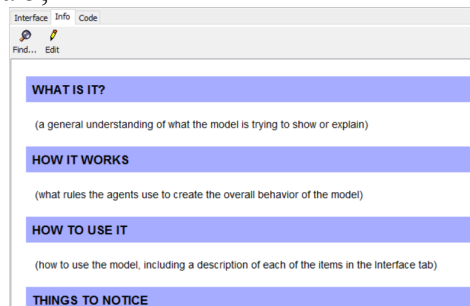 Interface Info Code
Find... Edit
WHAT IS IT?
(a general understanding of what the model is trying to show or explain)
HOW IT WORKS
(what rules the agents use to create the overall behavior of the model)
HOW TO USE IT
(how to use the model, including a description of each of the items in the Interface tab)
THINGS TO NOTICE